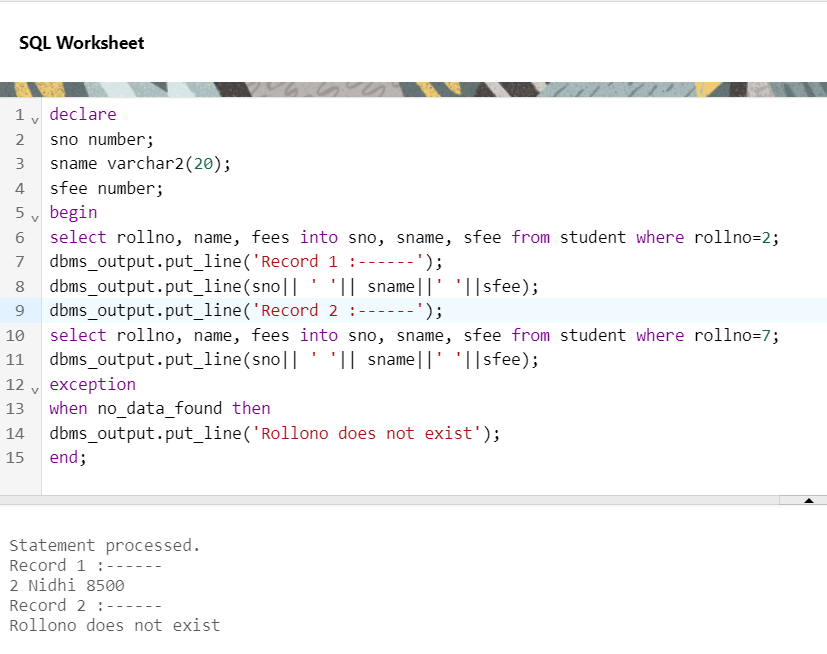 SQL Worksheet
1 declare
2 sno number;
3 sname varchar2(20);
4 sfee number;
5 begin
6 select rollno, name, fees into sno, sname, sfee from student where rollno=2;
7 dbms_output.put_line('Record 1 :------');
8 dbms_output.put_line(sno|| ' '|| sname||' '||sfee);
9 dbms_output.put_line('Record 2 :------');
10 select rollno, name, fees into sno, sname, sfee from student where rollno=7;
11 dbms_output.put_line(sno|| ' '|| sname||' '||sfee);
12 exception
13 when no_data_found then
14 dbms_output.put_line('Rollono does not exist');
15 end;
Statement processed.
Record 1 :------
2 Nidhi 8500
Record 2 :------
Rollono does not exist